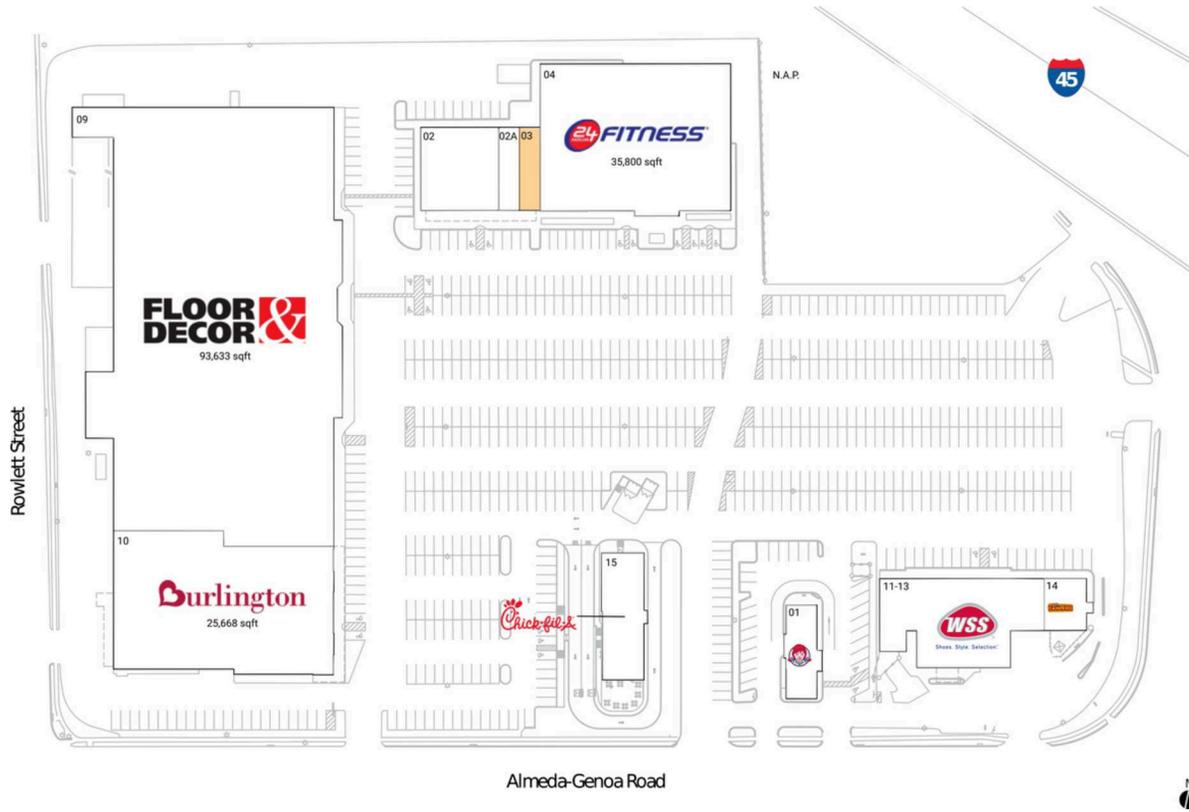 45
N.A.P.
04
24 HOUR FITNESS
35,800 sqft
02
02A
03
09
FLOOR & DECOR
93,633 sqft
Rowlett Street
10
Burlington
25,668 sqft
15
Chick-fil-A
01
11-13
WSS
Shoes. Style. Selection.
14
Almeda-Genoa Road
N